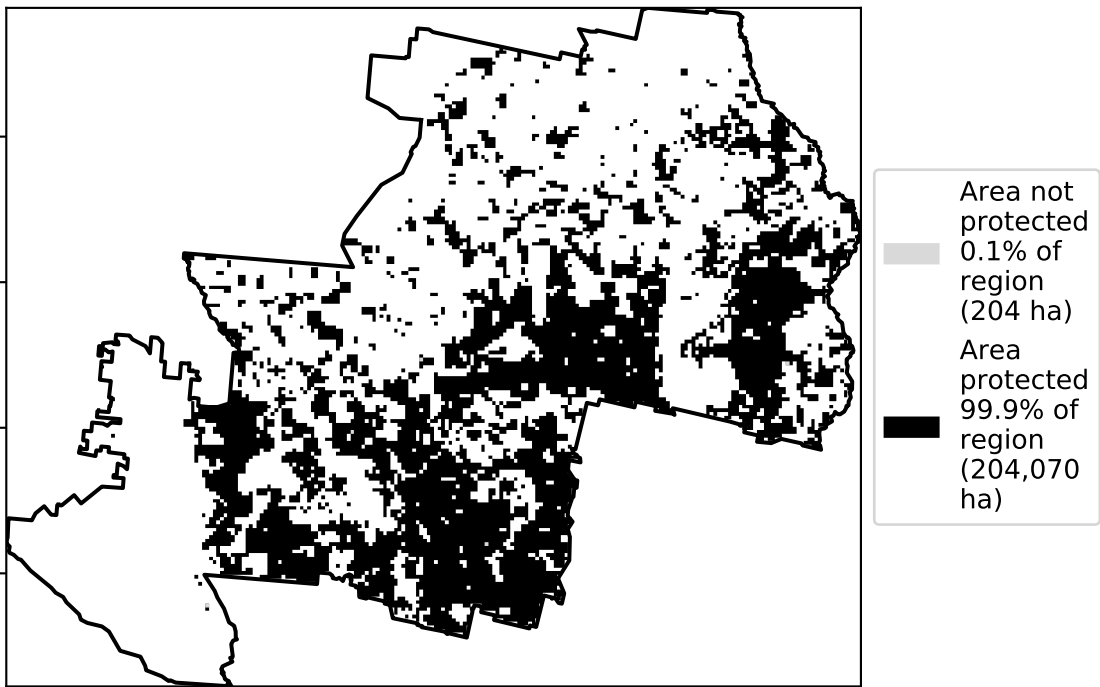 Area not
protected
0.1% of
region
(204 ha)
Area
protected
99.9% of
region
(204,070
ha)